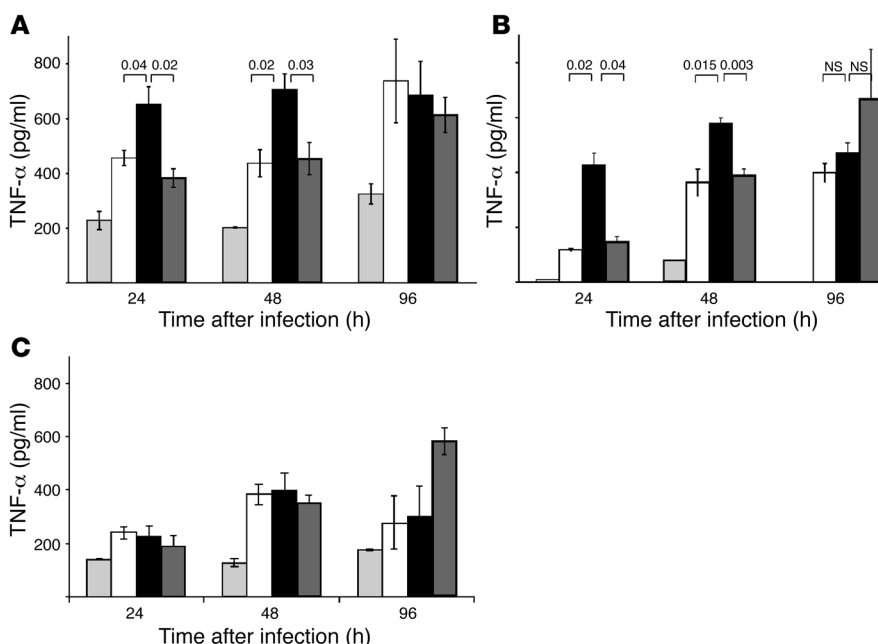 A
TNF-α (pg/ml)
800
600
400
200
0.04 0.02
0.02 0.03
24 48 96
Time after infection (h)
B
TNF-α (pg/ml)
0.02 0.04
0.015 0.003
NS NS
24 48 96
Time after infection (h)
C
TNF-α (pg/ml)
800
600
400
200
24 48 96
Time after infection (h)